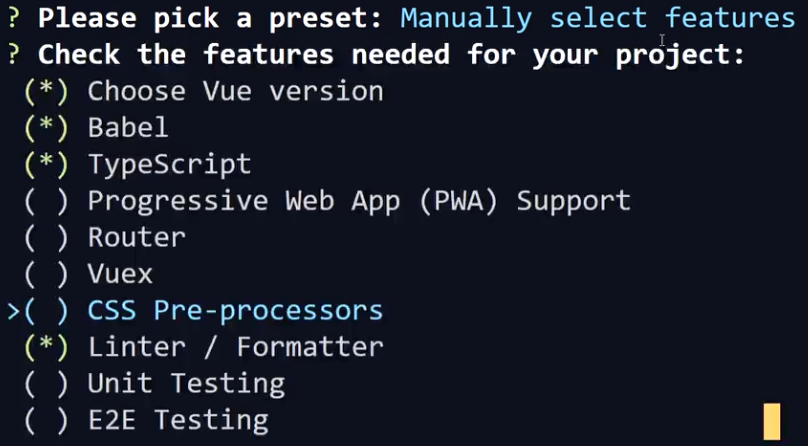 ? Please pick a preset: Manually select features
? Check the features needed for your project:
(*) Choose Vue version
(*) Babel
(*) TypeScript
( ) Progressive Web App (PWA) Support
( ) Router
( ) Vuex
>( ) CSS Pre-processors
(*) Linter / Formatter
( ) Unit Testing
( ) E2E Testing